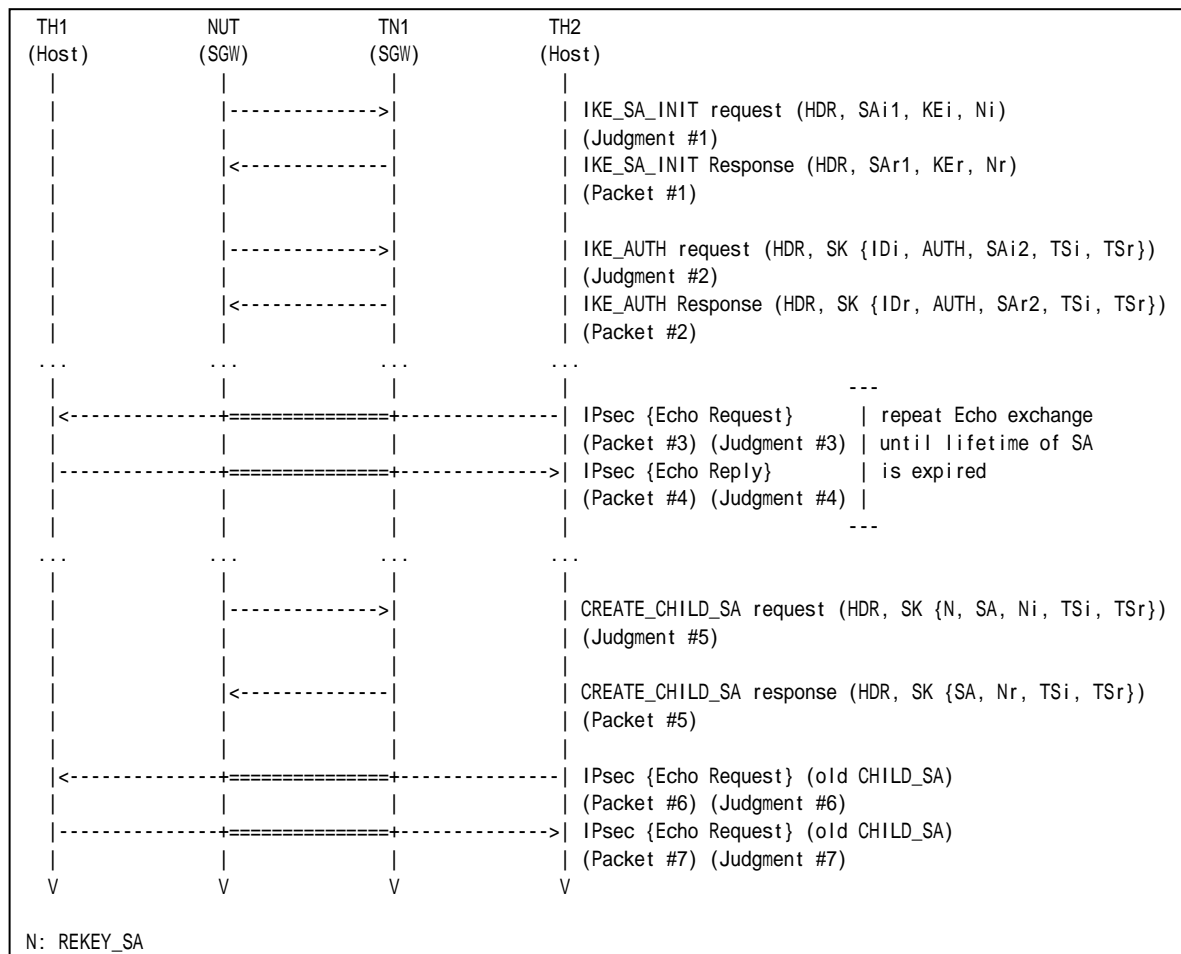 TH1 NUT TN1 TH2
(Host) (SGW) (SGW) (Host)
IKE_SA_INIT request (HDR, SAi1, KEi, Ni)
(Judgment #1)
IKE_SA_INIT Response (HDR, SAr1, KEr, Nr)
(Packet #1)
IKE_AUTH request (HDR, SK {IDi, AUTH, SAi2, TSi, TSr})
(Judgment #2)
IKE_AUTH Response (HDR, SK {IDr, AUTH, SAr2, TSi, TSr})
(Packet #2)
... ... ... ...
IPsec {Echo Request} | repeat Echo exchange
(Packet #3) (Judgment #3) | until lifetime of SA
IPsec {Echo Reply} | is expired
(Packet #4) (Judgment #4) |
... ... ... ...
CREATE_CHILD_SA request (HDR, SK {N, SA, Ni, TSi, TSr})
(Judgment #5)
CREATE_CHILD_SA response (HDR, SK {SA, Nr, TSi, TSr})
(Packet #5)
IPsec {Echo Request} (old CHILD_SA)
(Packet #6) (Judgment #6)
IPsec {Echo Request} (old CHILD_SA)
(Packet #7) (Judgment #7)
V V V V
N: REKEY_SA